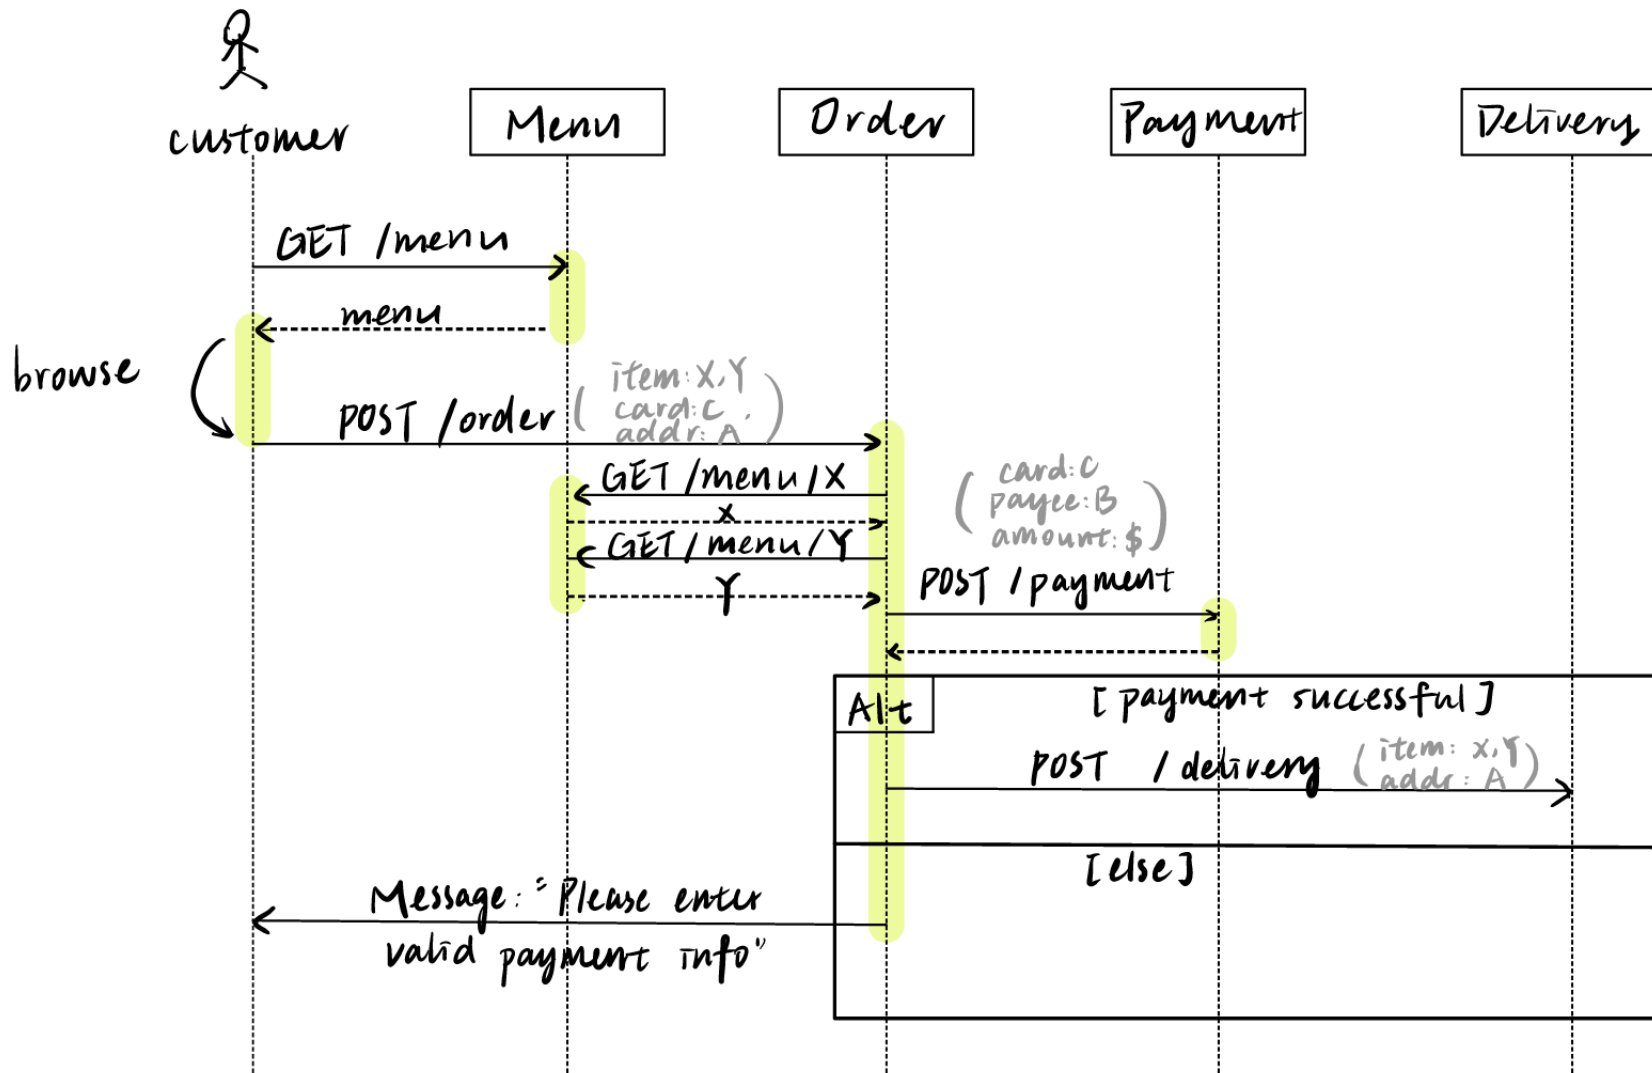 customer
Menu
Order
Payment
Delivery
GET /menu
menu
browse
POST /order
(item: X, Y
card: C,
addr: A)
GET /menu/X
X
GET /menu/Y
Y
(card: C
payee: B
amount: $)
POST /payment
Alt
[payment successful]
POST /delivery
(item: X, Y
addr: A)
[else]
Message: "Please enter
valid payment info"